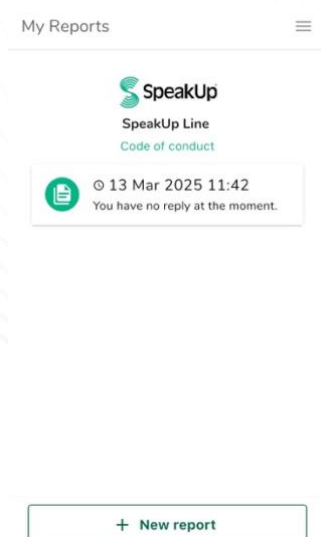 My Reports
SpeakUp
SpeakUp Line
Code of conduct
13 Mar 2025 11:42
You have no reply at the moment.
+ New report